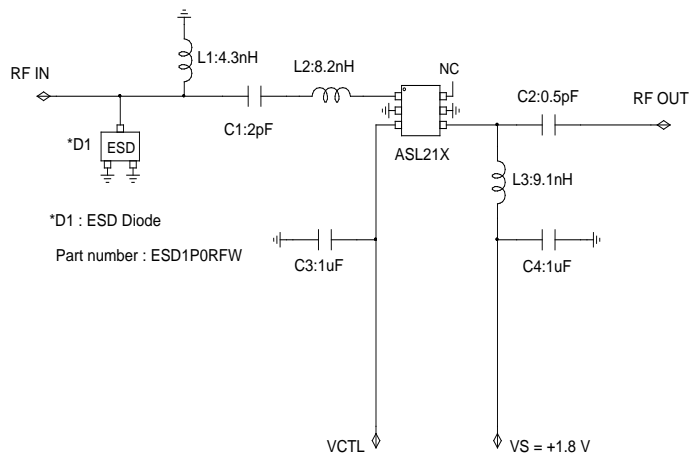 L1:4.3nH
RF IN
L2:8.2nH
NC
C2:0.5pF
RF OUT
*D1
ESD
C1:2pF
ASL21X
L3:9.1nH
*D1 : ESD Diode
Part number : ESD1P0RFW
C3:1uF
C4:1uF
VCTL
VS = +1.8 V